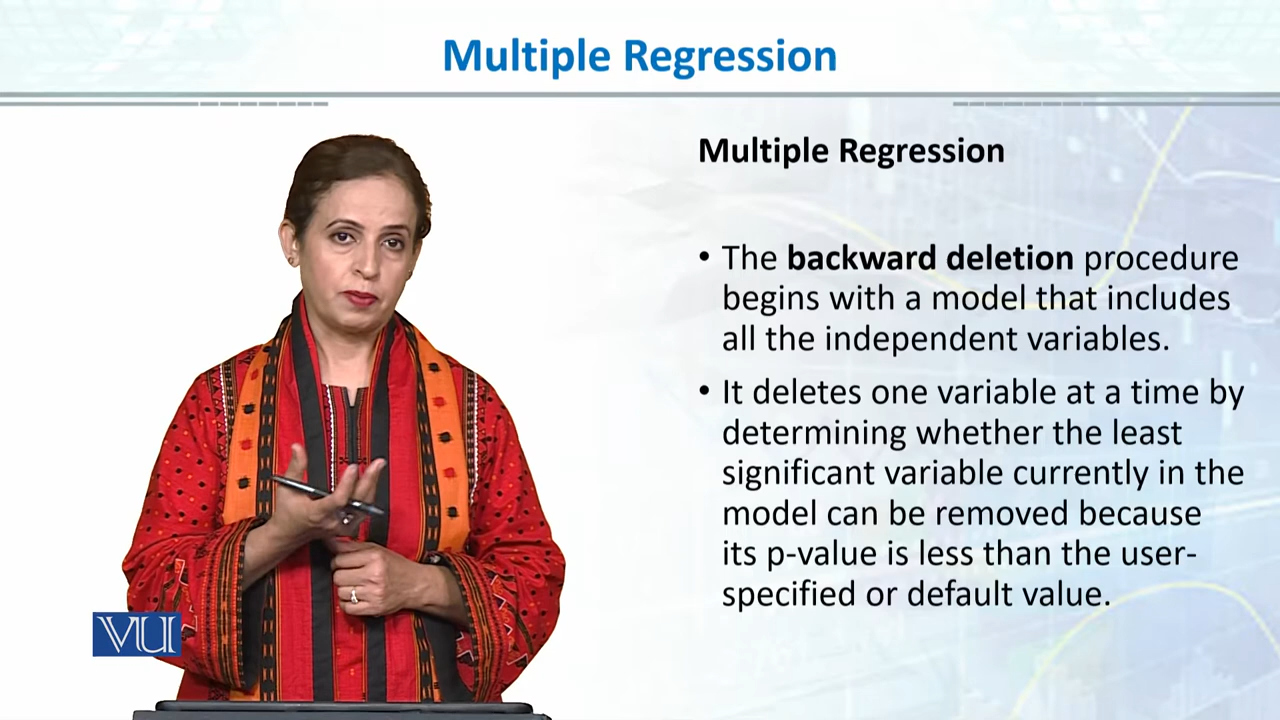 Multiple Regression
Multiple Regression
• The backward deletion procedure
begins with a model that includes
all the independent variables.
• It deletes one variable at a time by
determining whether the least
significant variable currently in the
model can be removed because
its p-value is less than the user-
specified or default value.
VU